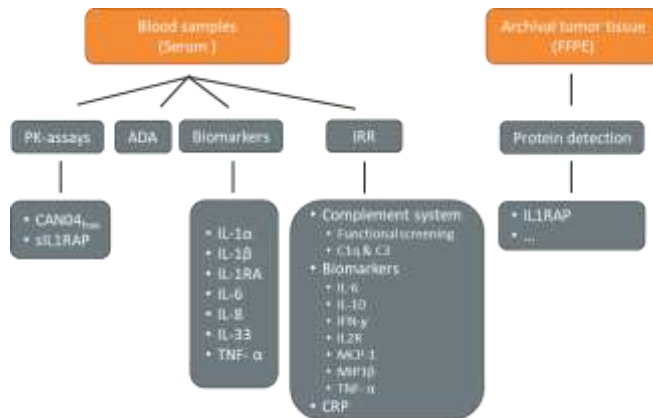 Blood samples
(Serum )
Archival tumor tissue
(FFPE)
PK-assays
ADA
Biomarkers
IRR
Protein detection
• CAN04free
• sIL1RAP
• IL-1α
• IL-1β
• IL-1RA
• IL-6
• IL-8
• IL-33
• TNF- α
• Complement system
• Functional screening
• C1q & C3
• Biomarkers
• IL-6
• IL-10
• IFN-γ
• IL2R
• MCP-1
• MIP1β
• TNF- α
• CRP
• IL1RAP
• ...